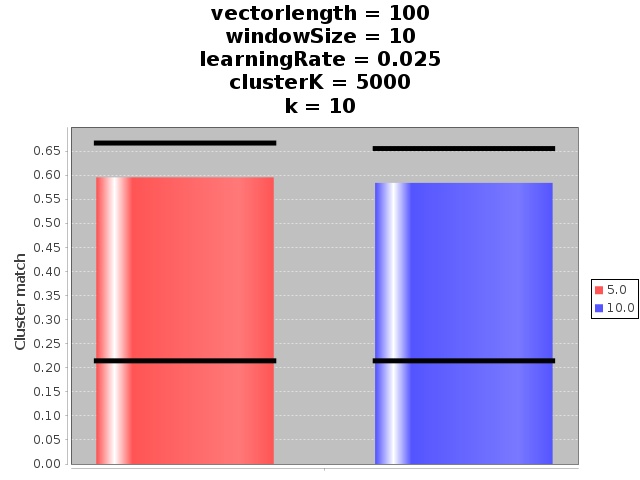 vectorlength = 100
windowSize = 10
learningRate = 0.025
clusterK = 5000
k = 10
Cluster match
0.65
0.60
0.55
0.50
0.45
0.40
0.35
0.30
0.25
0.20
0.15
0.10
0.05
0.00
5.0
10.0